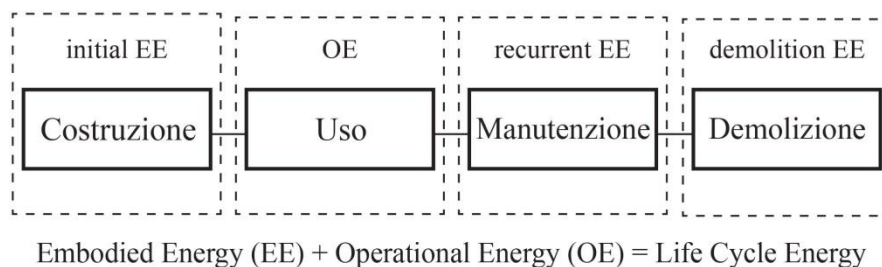 initial EE OE recurrent EE demolition EE
Costruzione Uso Manutenzione Demolizione
Embodied Energy (EE) + Operational Energy (OE) = Life Cycle Energy